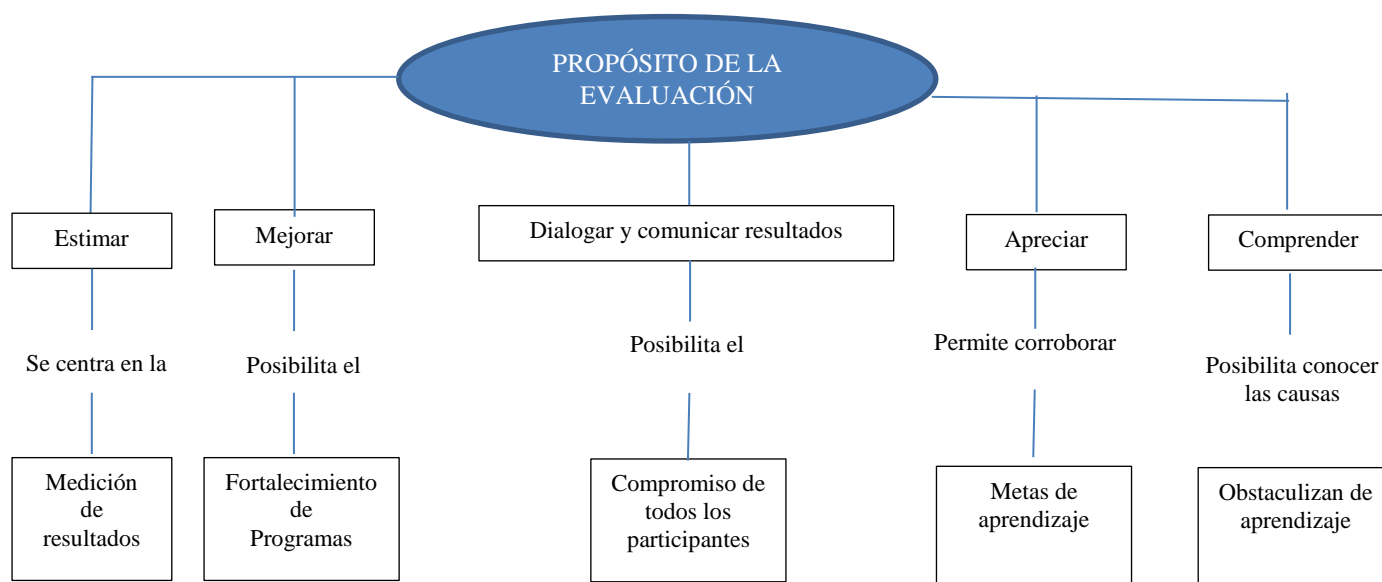 PROPÓSITO DE LA
EVALUACIÓN
Estimar
Mejorar
Dialogar y comunicar resultados
Apreciar
Comprender
Se centra en la
Posibilita el
Posibilita el
Permite corroborar
Posibilita conocer
las causas
Medición
de
resultados
Fortalecimiento
de
Programas
Compromiso de
todos los
participantes
Metas de
aprendizaje
Obstaculizan de
aprendizaje